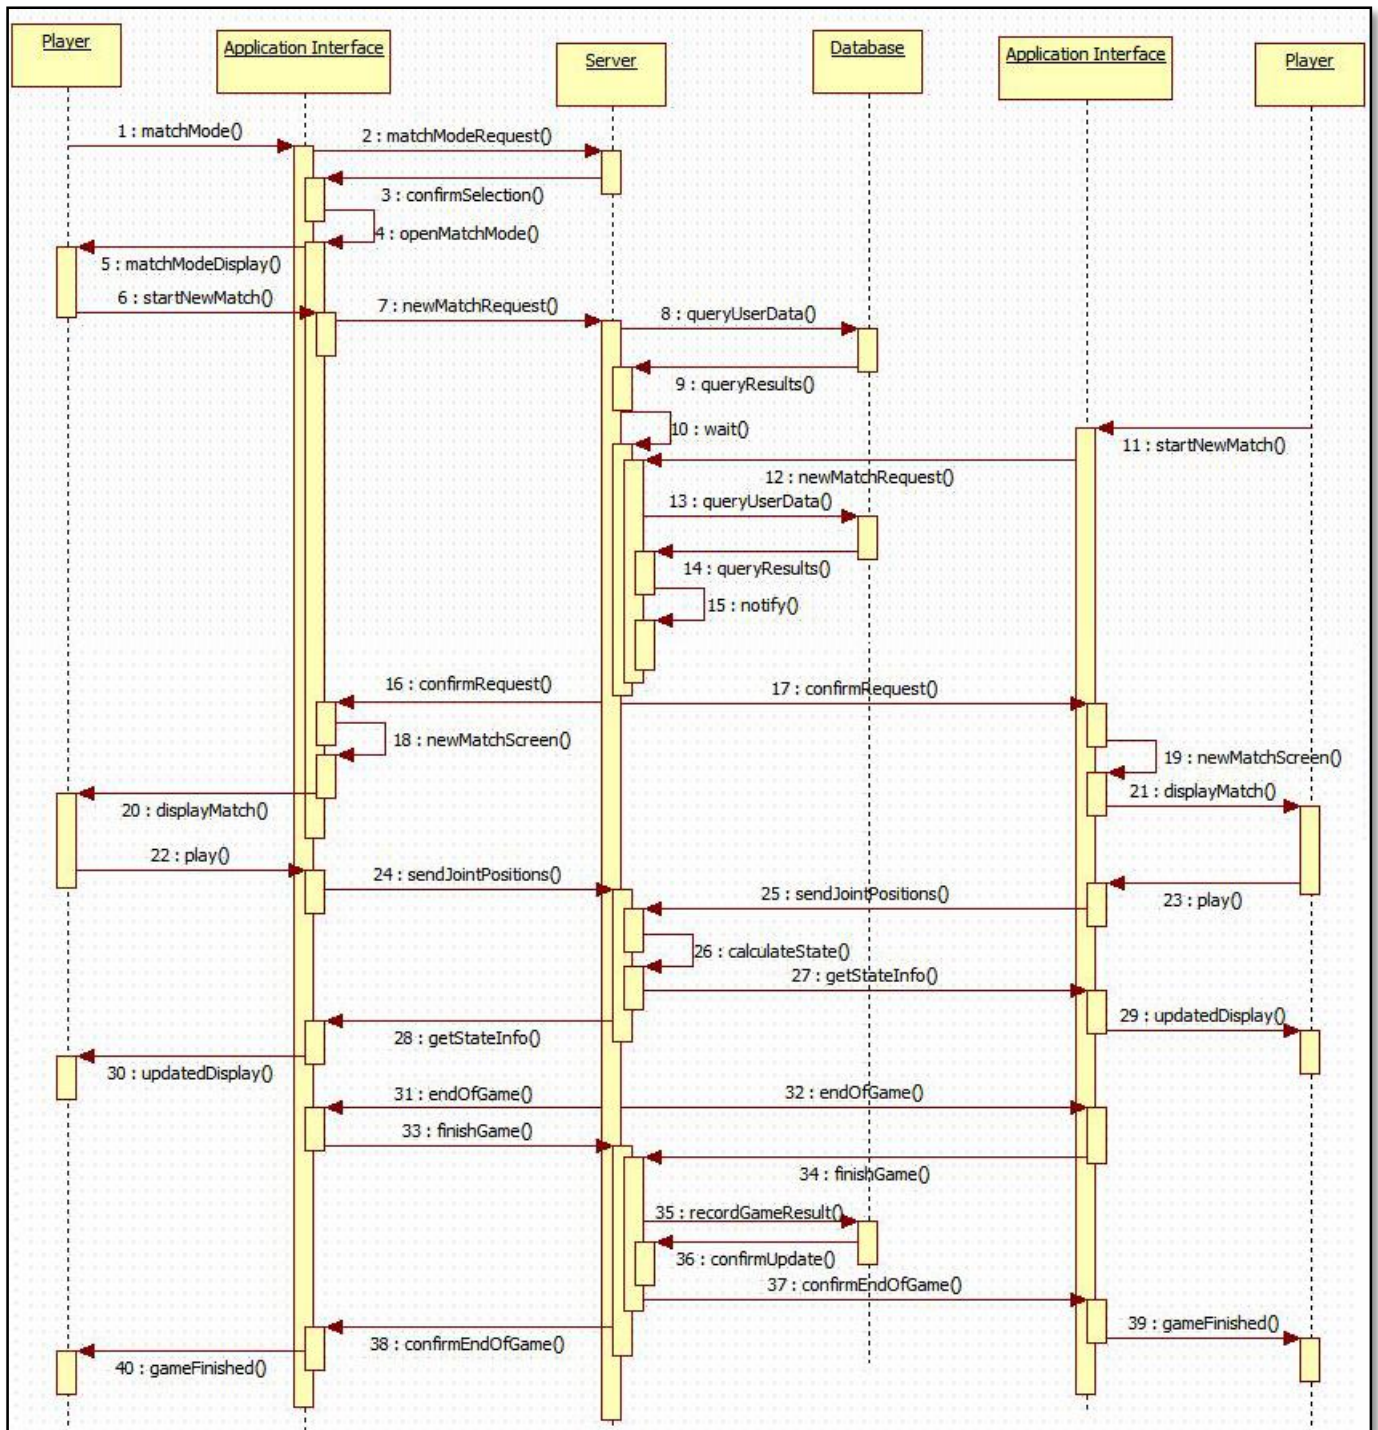 Player
Application Interface
Server
Database
Application Interface
Player
1 : matchMode()
2 : matchModeRequest()
3 : confirmSelection()
4 : openMatchMode()
5 : matchModeDisplay()
6 : startNewMatch()
7 : newMatchRequest()
8 : queryUserData()
9 : queryResults()
10 : wait()
11 : startNewMatch()
12 : newMatchRequest()
13 : queryUserData()
14 : queryResults()
15 : notify()
16 : confirmRequest()
17 : confirmRequest()
18 : newMatchScreen()
19 : newMatchScreen()
20 : displayMatch()
21 : displayMatch()
22 : play()
23 : play()
24 : sendJointPositions()
25 : sendJointPositions()
26 : calculateState()
27 : getStateInfo()
28 : getStateInfo()
29 : updatedDisplay()
30 : updatedDisplay()
31 : endOfGame()
32 : endOfGame()
33 : finishGame()
34 : finishGame()
35 : recordGameResult()
36 : confirmUpdate()
37 : confirmEndOfGame()
38 : confirmEndOfGame()
39 : gameFinished()
40 : gameFinished()